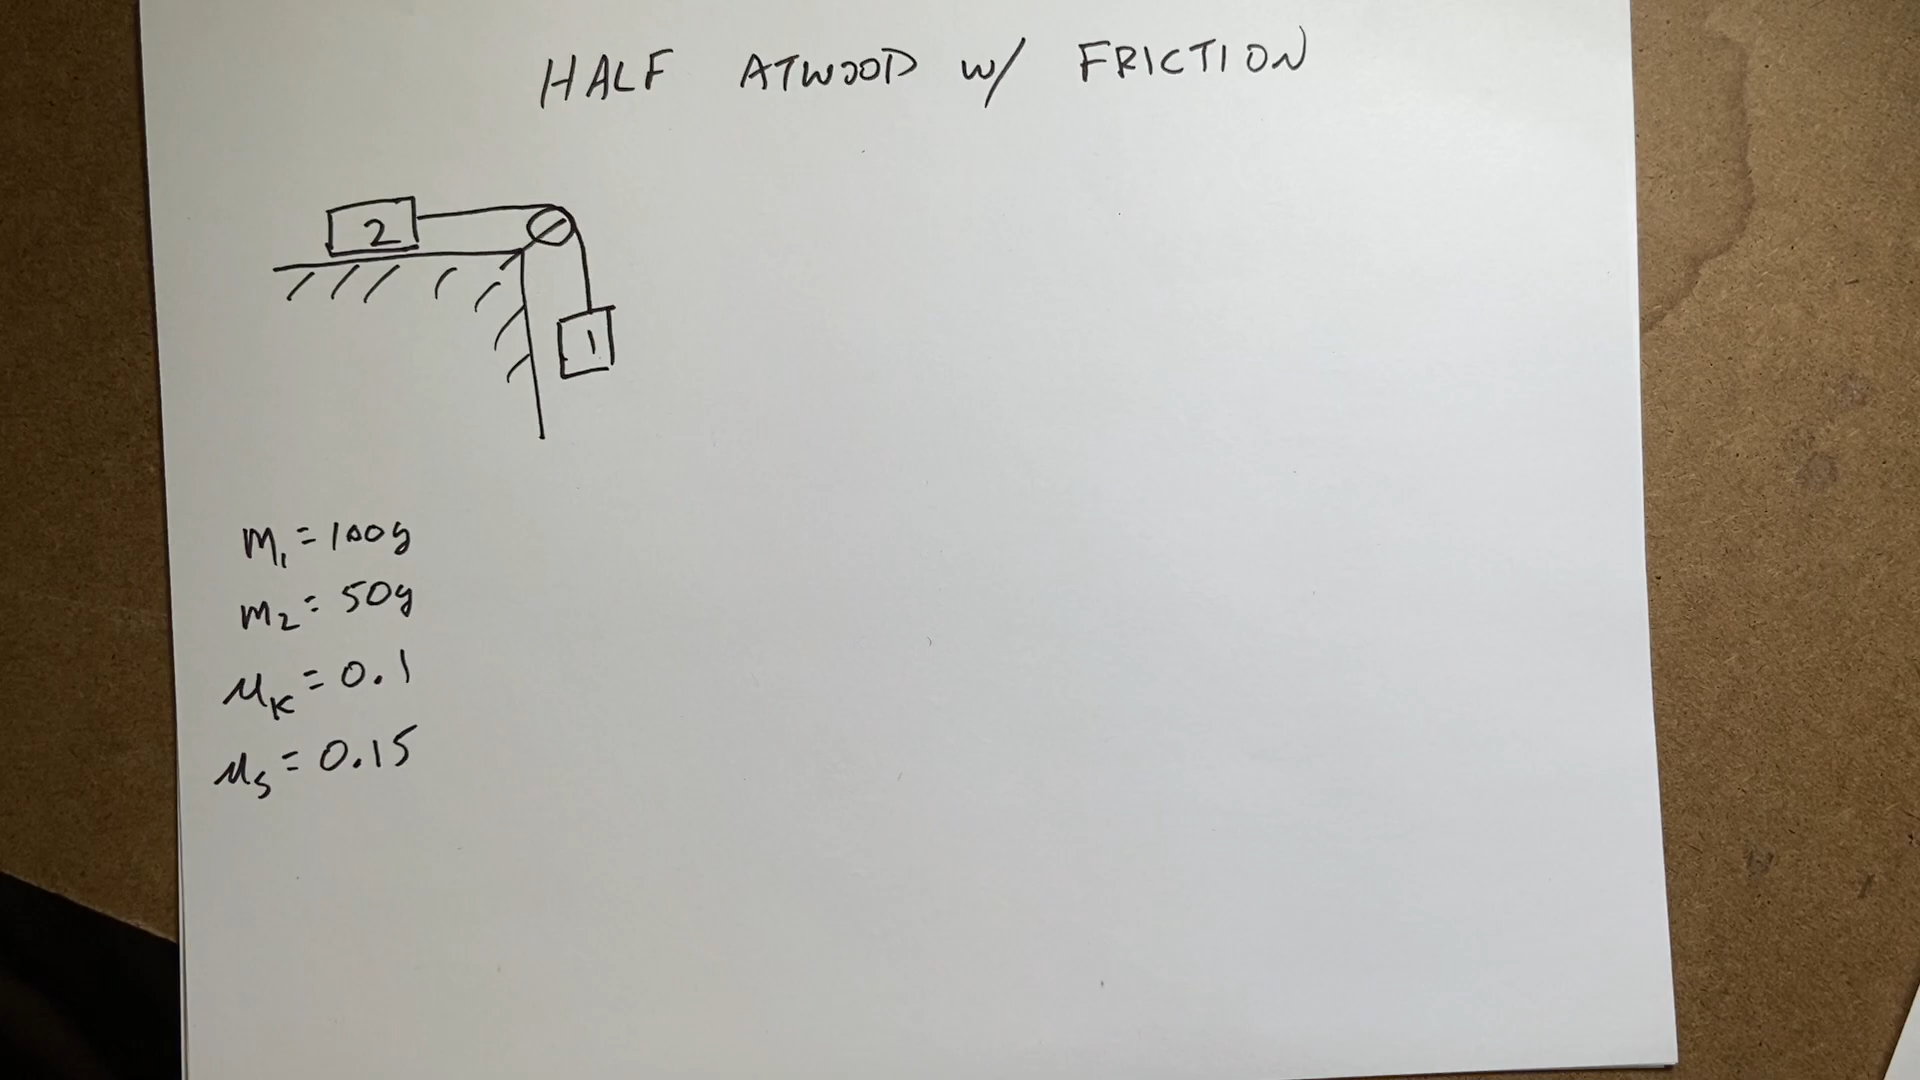 HALF ATWOOD w/ FRICTION
2
1
m₁ = 100g
m₂ = 50g
μₖ = 0.1
μₛ = 0.15